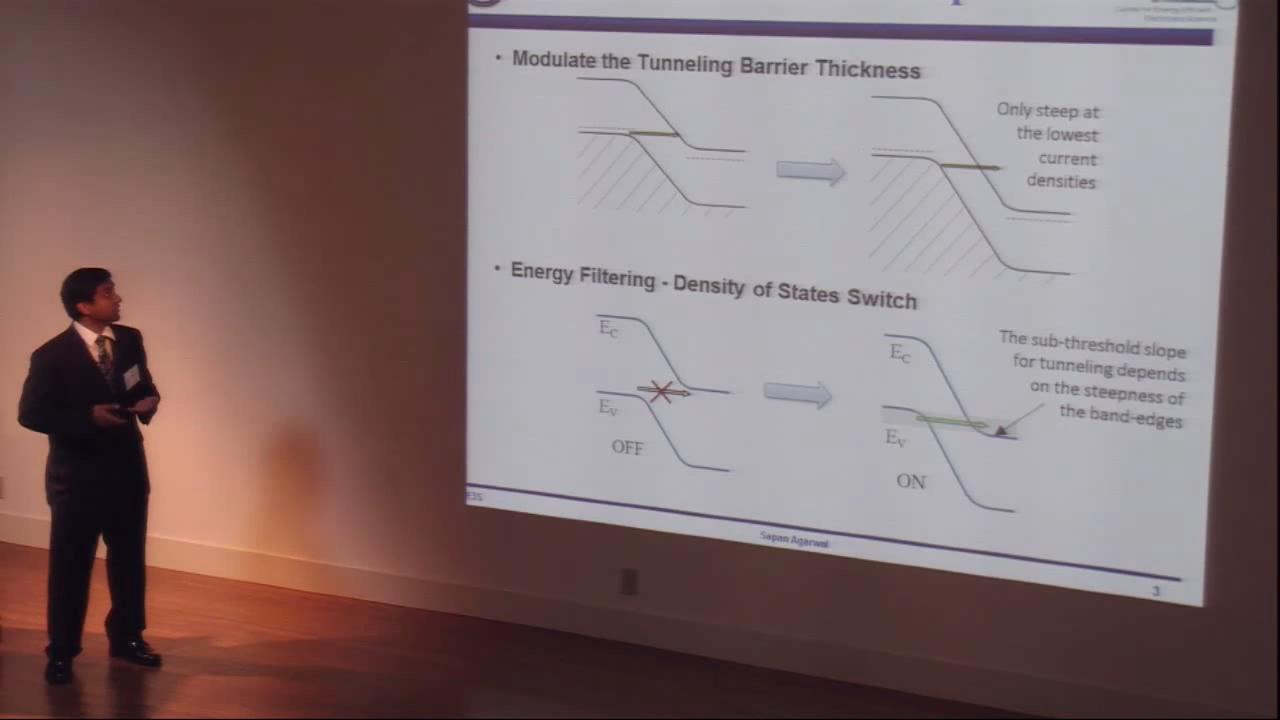 • Modulate the Tunneling Barrier Thickness
Only steep at
the lowest
current
densities
• Energy Filtering - Density of States Switch
EC
EV
OFF
EC
EV
ON
The sub-threshold slope
for tunneling depends
on the steepness of
the band-edges
E3S
Sapan Agarwal
3